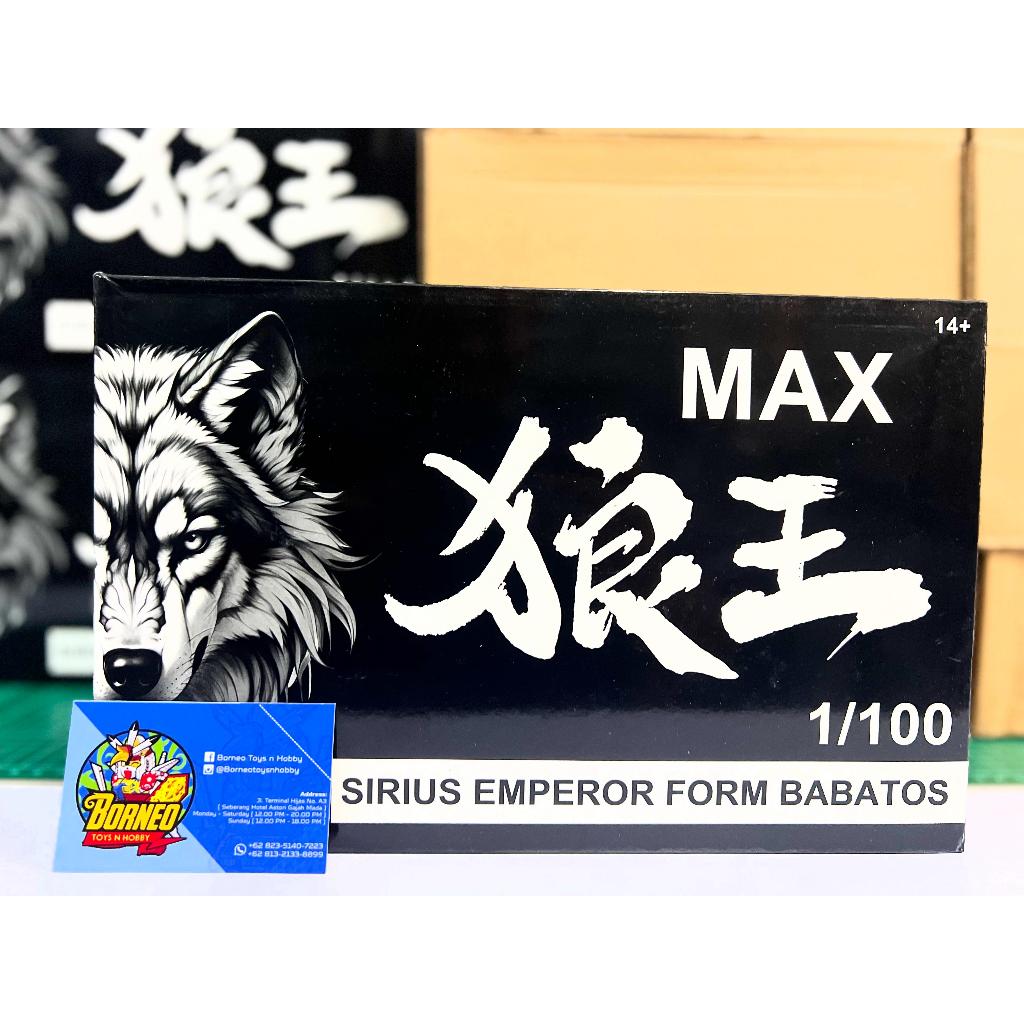 狼王
14+
MAX
狼王
1/100
SIRIUS EMPEROR FORM BABATOS
BORNEO
TOYS N HOBBY
Borneo Toys n Hobby
@Borneotoysnhobby
Address:
Jl. Terminal Hijas No. A3
[ Seberang Hotel Aston Gajah Mada ]
Monday - Saturday [ 12.00 PM - 20.00 PM ]
Sunday [ 12.00 PM - 18.00 PM ]
+62 823-5140-7223
+62 813-2133-8899